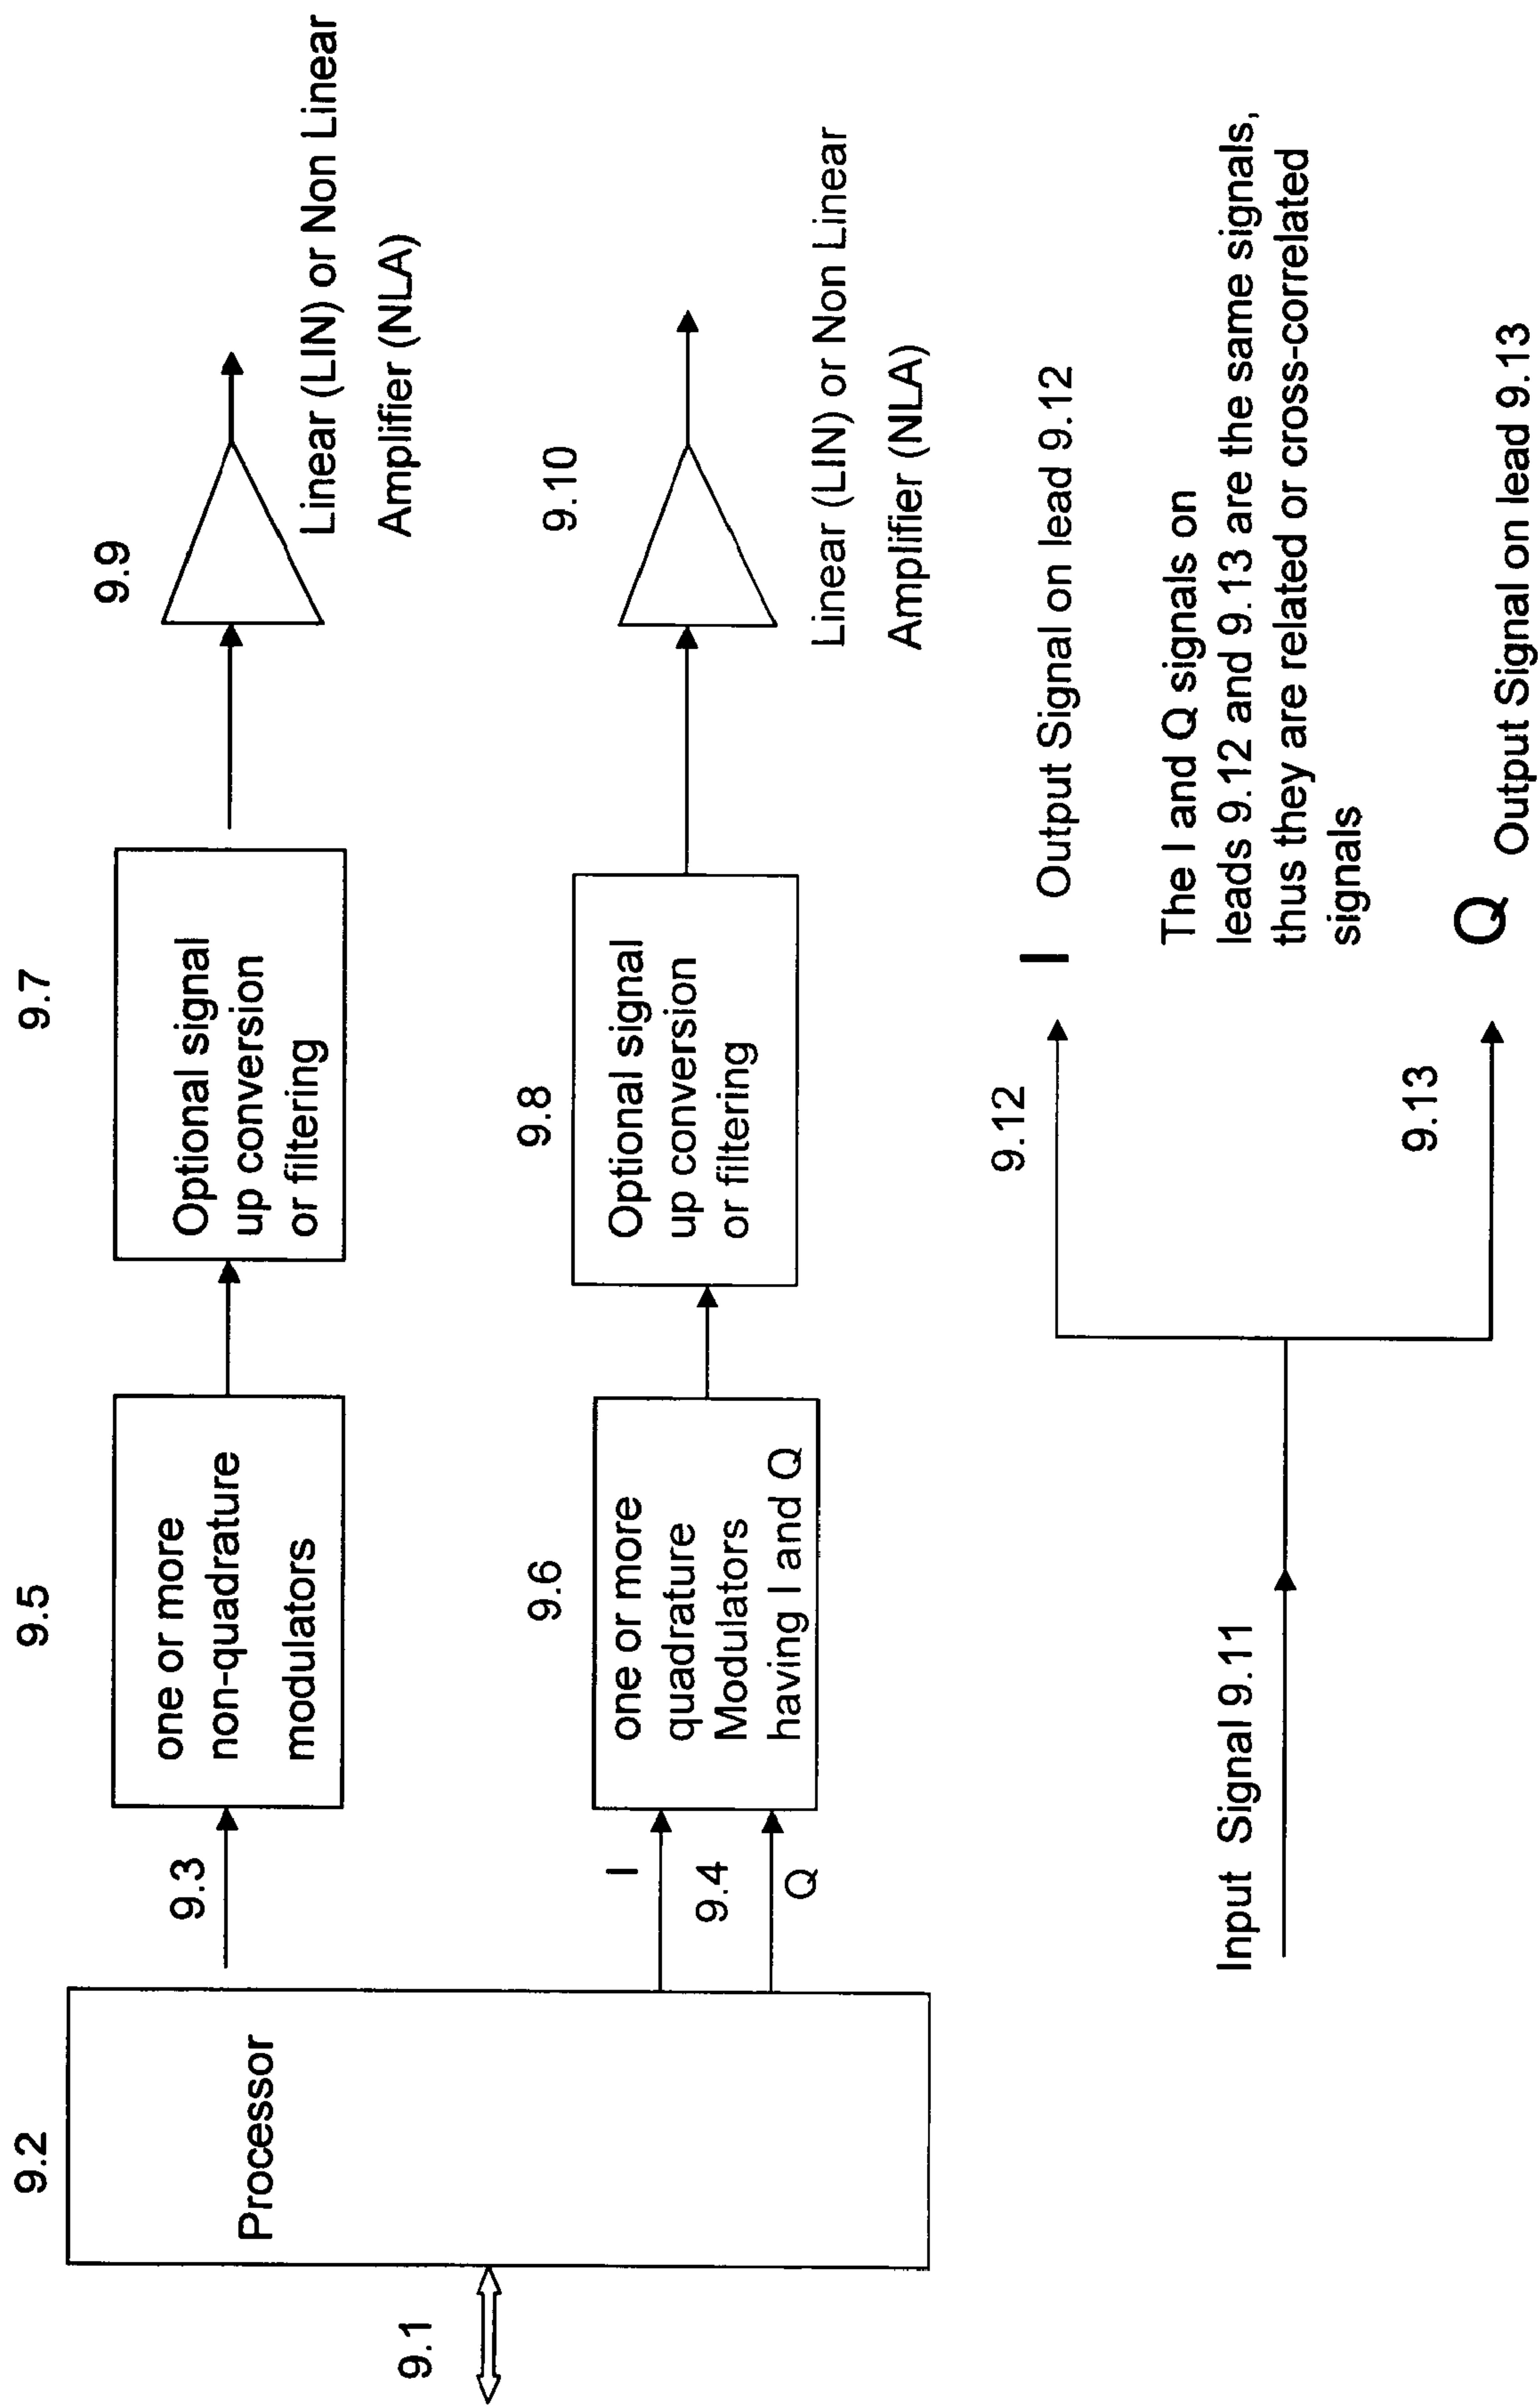 9.1
9.2
Processor
9.3
9.5
one or more
non-quadrature
modulators
9.7
Optional signal
up conversion
or filtering
9.9
Linear (LIN) or Non Linear
Amplifier (NLA)
I
9.4
Q
9.6
one or more
quadrature
Modulators
having I and Q
9.8
Optional signal
up conversion
or filtering
9.10
Linear (LIN) or Non Linear
Amplifier (NLA)
Input Signal 9.11
9.12
I Output Signal on lead 9.12
The I and Q signals on
leads 9.12 and 9.13 are the same signals,
thus they are related or cross-correlated
signals
9.13
Q Output Signal on lead 9.13